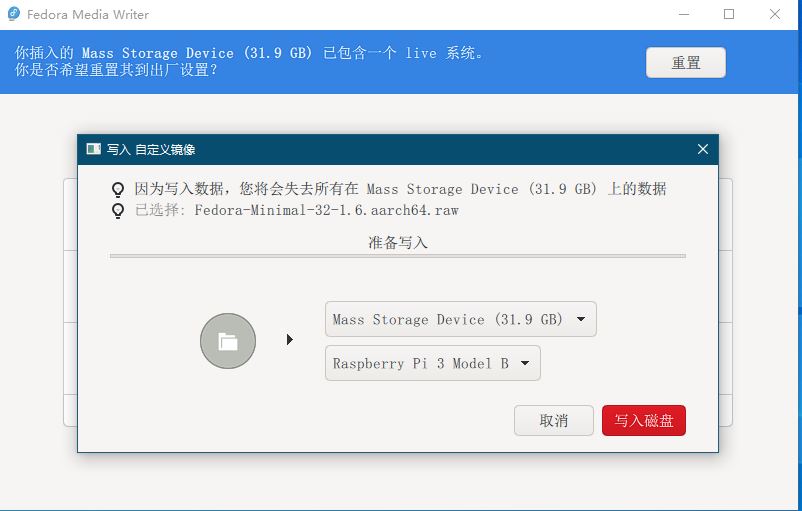 Fedora Media Writer
你插入的 Mass Storage Device (31.9 GB) 已包含一个 live 系统。
你是否希望重置其到出厂设置?
重置
写入 自定义镜像
因为写入数据，您将会失去所有在 Mass Storage Device (31.9 GB) 上的数据
已选择: Fedora-Minimal-32-1.6.aarch64.raw
准备写入
Mass Storage Device (31.9 GB)
Raspberry Pi 3 Model B
取消
写入磁盘